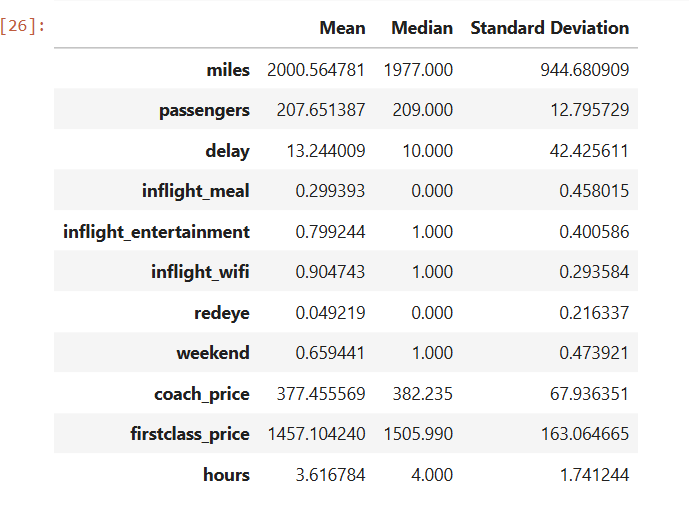 [26]:
Mean Median Standard Deviation
miles 2000.564781 1977.000 944.680909
passengers 207.651387 209.000 12.795729
delay 13.244009 10.000 42.425611
inflight_meal 0.299393 0.000 0.458015
inflight_entertainment 0.799244 1.000 0.400586
inflight_wifi 0.904743 1.000 0.293584
redeye 0.049219 0.000 0.216337
weekend 0.659441 1.000 0.473921
coach_price 377.455569 382.235 67.936351
firstclass_price 1457.104240 1505.990 163.064665
hours 3.616784 4.000 1.741244